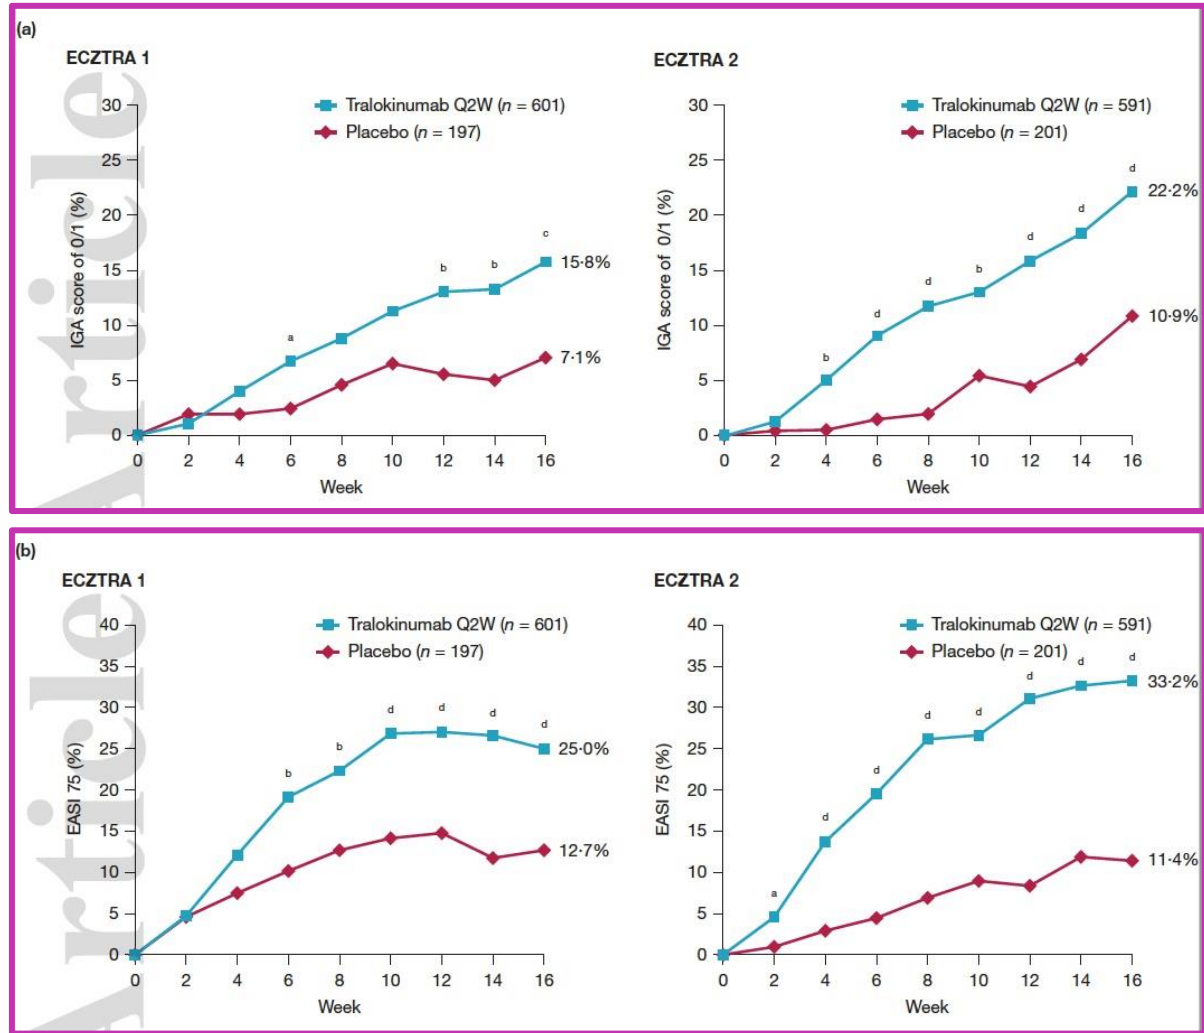 (a)
ECZTRA 1
Tralokinumab Q2W (n = 601)
Placebo (n = 197)
IGA score of 0/1 (%)
30
25
20
15
10
5
0
a
b
b
c
15·8%
7·1%
0 2 4 6 8 10 12 14 16
Week
ECZTRA 2
Tralokinumab Q2W (n = 591)
Placebo (n = 201)
IGA score of 0/1 (%)
30
25
20
15
10
5
0
b
d
d
b
d
d
d
22·2%
10·9%
0 2 4 6 8 10 12 14 16
Week
Article
(b)
ECZTRA 1
Tralokinumab Q2W (n = 601)
Placebo (n = 197)
EASI 75 (%)
40
35
30
25
20
15
10
5
0
b
b
d
d
d
d
25·0%
12·7%
0 2 4 6 8 10 12 14 16
Week
ECZTRA 2
Tralokinumab Q2W (n = 591)
Placebo (n = 201)
EASI 75 (%)
40
35
30
25
20
15
10
5
0
a
d
d
d
d
d
d
d
33·2%
11·4%
0 2 4 6 8 10 12 14 16
Week
Article